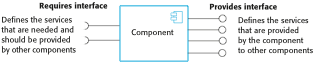 Requires interface
Defines the services
that are needed and
should be provided
by other components
Component
Provides interface
Defines the services
that are provided
by the component
to other components